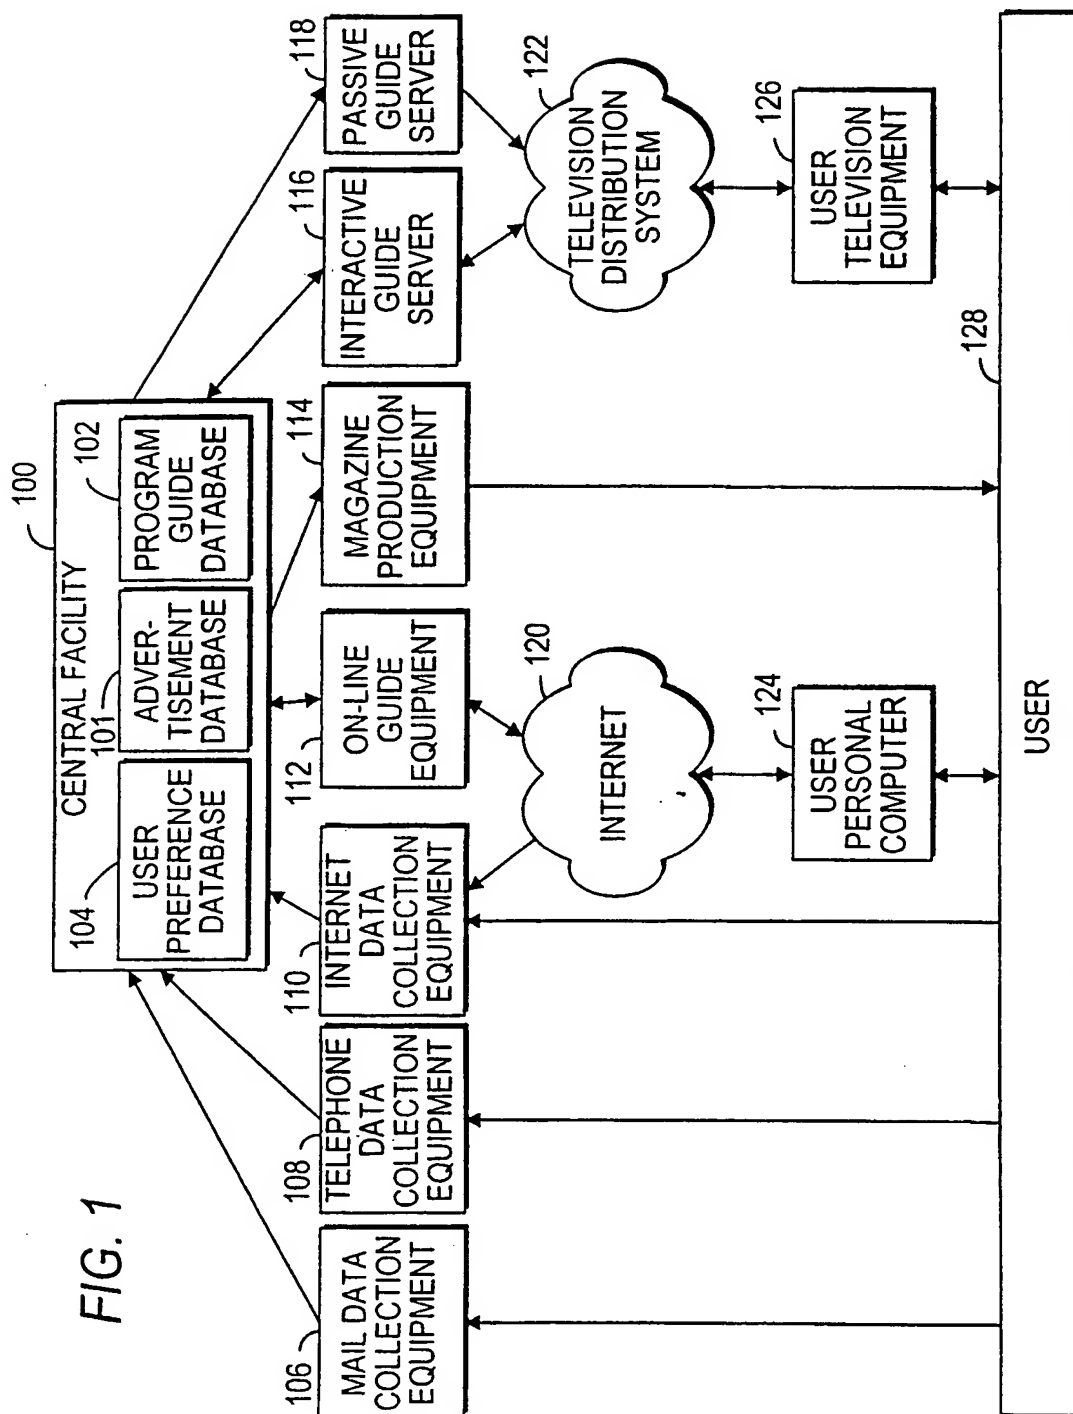 FIG. 1
100
CENTRAL FACILITY
104
USER
PREFERENCE
DATABASE
101
ADVER-
TISEMENT
DATABASE
102
PROGRAM
GUIDE
DATABASE
106
MAIL DATA
COLLECTION
EQUIPMENT
108
TELEPHONE
DATA
COLLECTION
EQUIPMENT
110
INTERNET
DATA
COLLECTION
EQUIPMENT
112
ON-LINE
GUIDE
EQUIPMENT
114
MAGAZINE
PRODUCTION
EQUIPMENT
116
INTERACTIVE
GUIDE
SERVER
118
PASSIVE
GUIDE
SERVER
120
INTERNET
122
TELEVISION
DISTRIBUTION
SYSTEM
124
USER
PERSONAL
COMPUTER
126
USER
TELEVISION
EQUIPMENT
128
USER